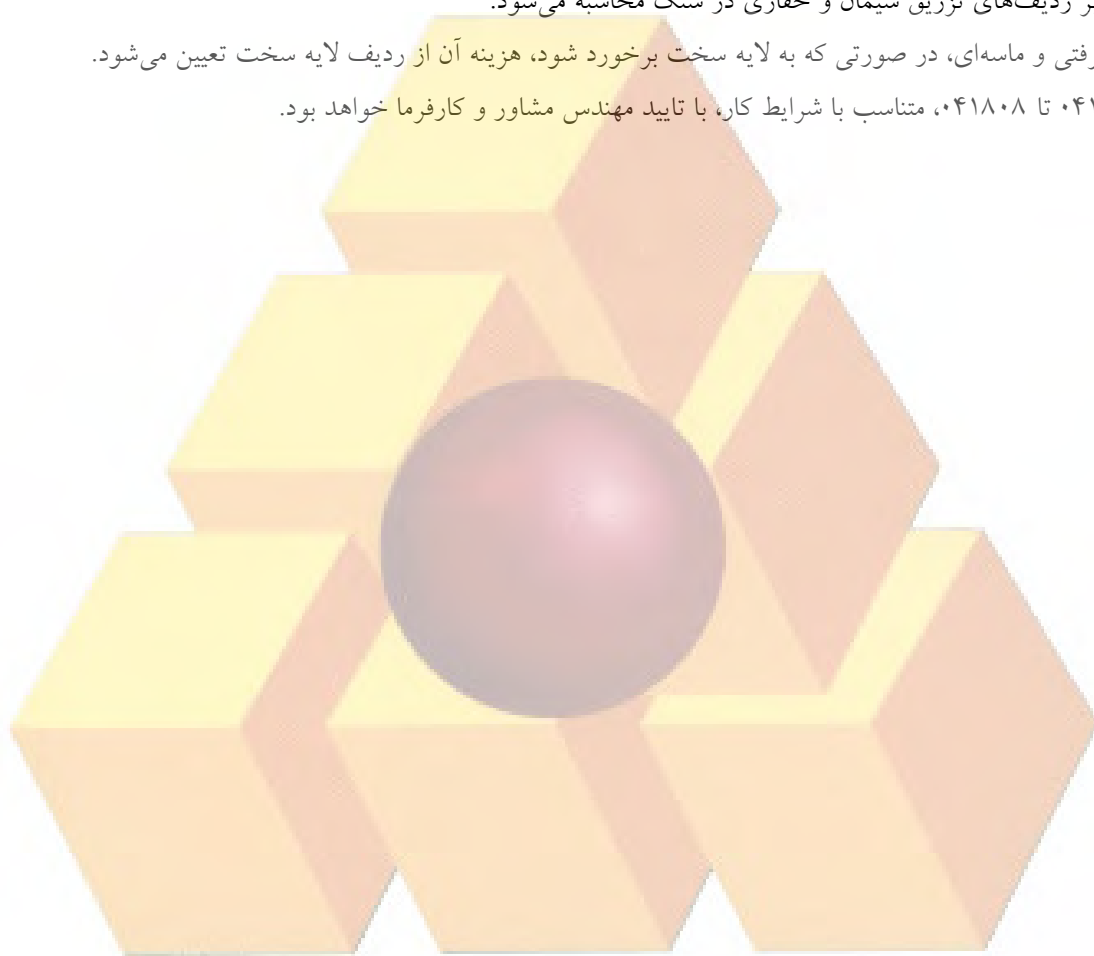 ردیف‌های تزریق سیمان و حفاری در سنگ محاسبه می‌شود.
و ماسه‌ای، در صورتی که به لایه سخت برخورد شود، هزینه آن از ردیف لایه سخت تعیین می‌شود.
تا ۰۴۱۸۰۸، متناسب با شرایط کار، با تایید مهندس مشاور و کارفرما خواهد بود.